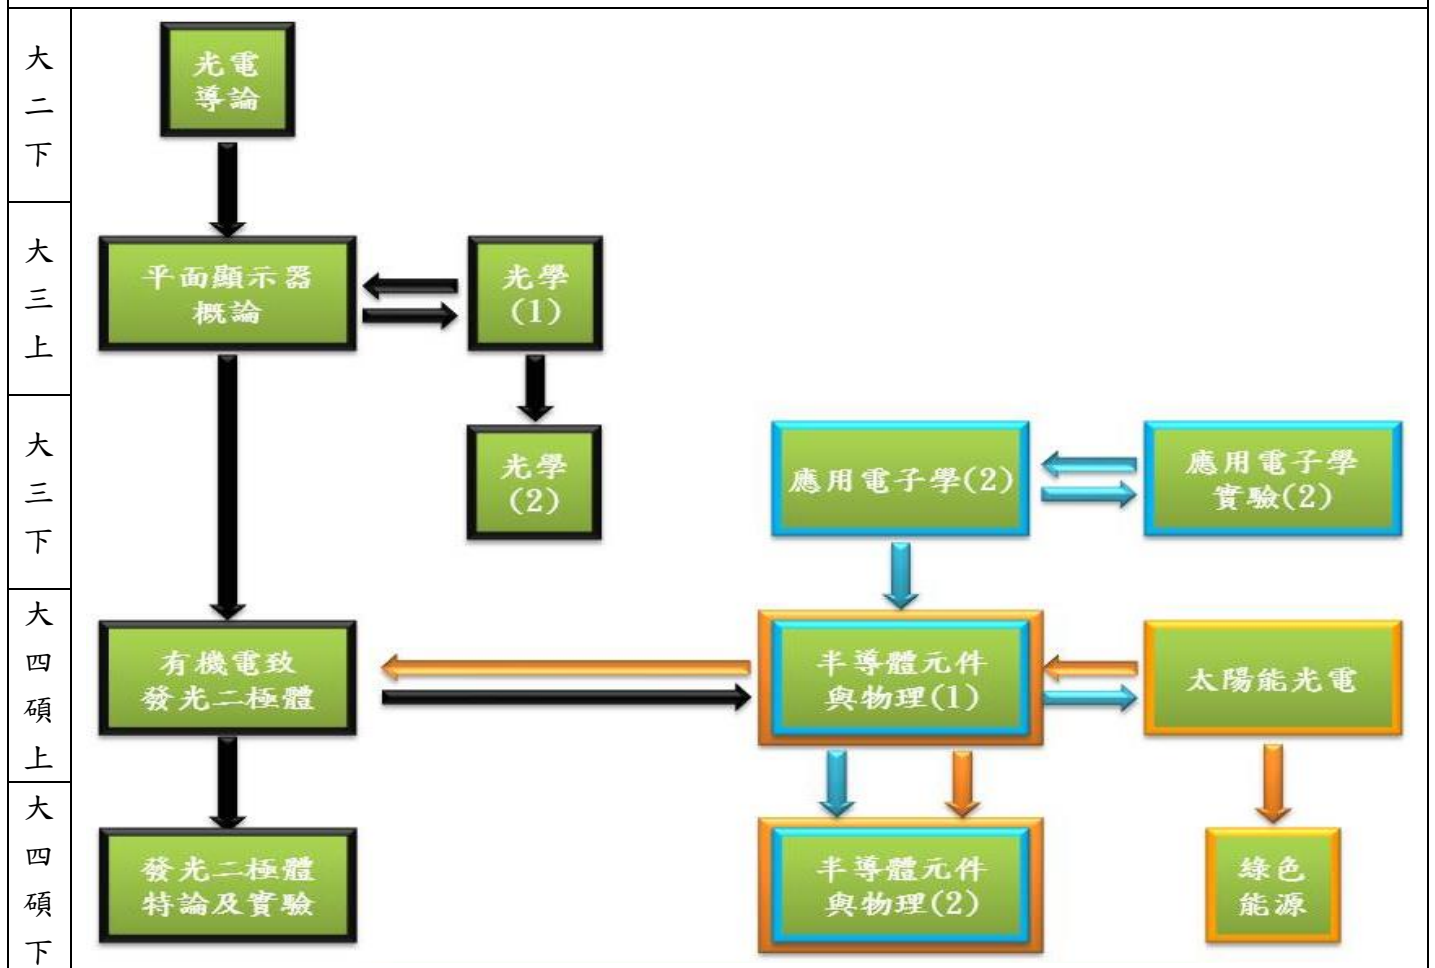 大
二
下
光電
導論
大
三
上
平面顯示器
概論
光學
(1)
大
三
下
光學
(2)
應用電子學(2)
應用電子學
實驗(2)
大
四
碩
上
有機電致
發光二極體
半導體元件
與物理(1)
太陽能光電
大
四
碩
下
發光二極體
特論及實驗
半導體元件
與物理(2)
綠色
能源